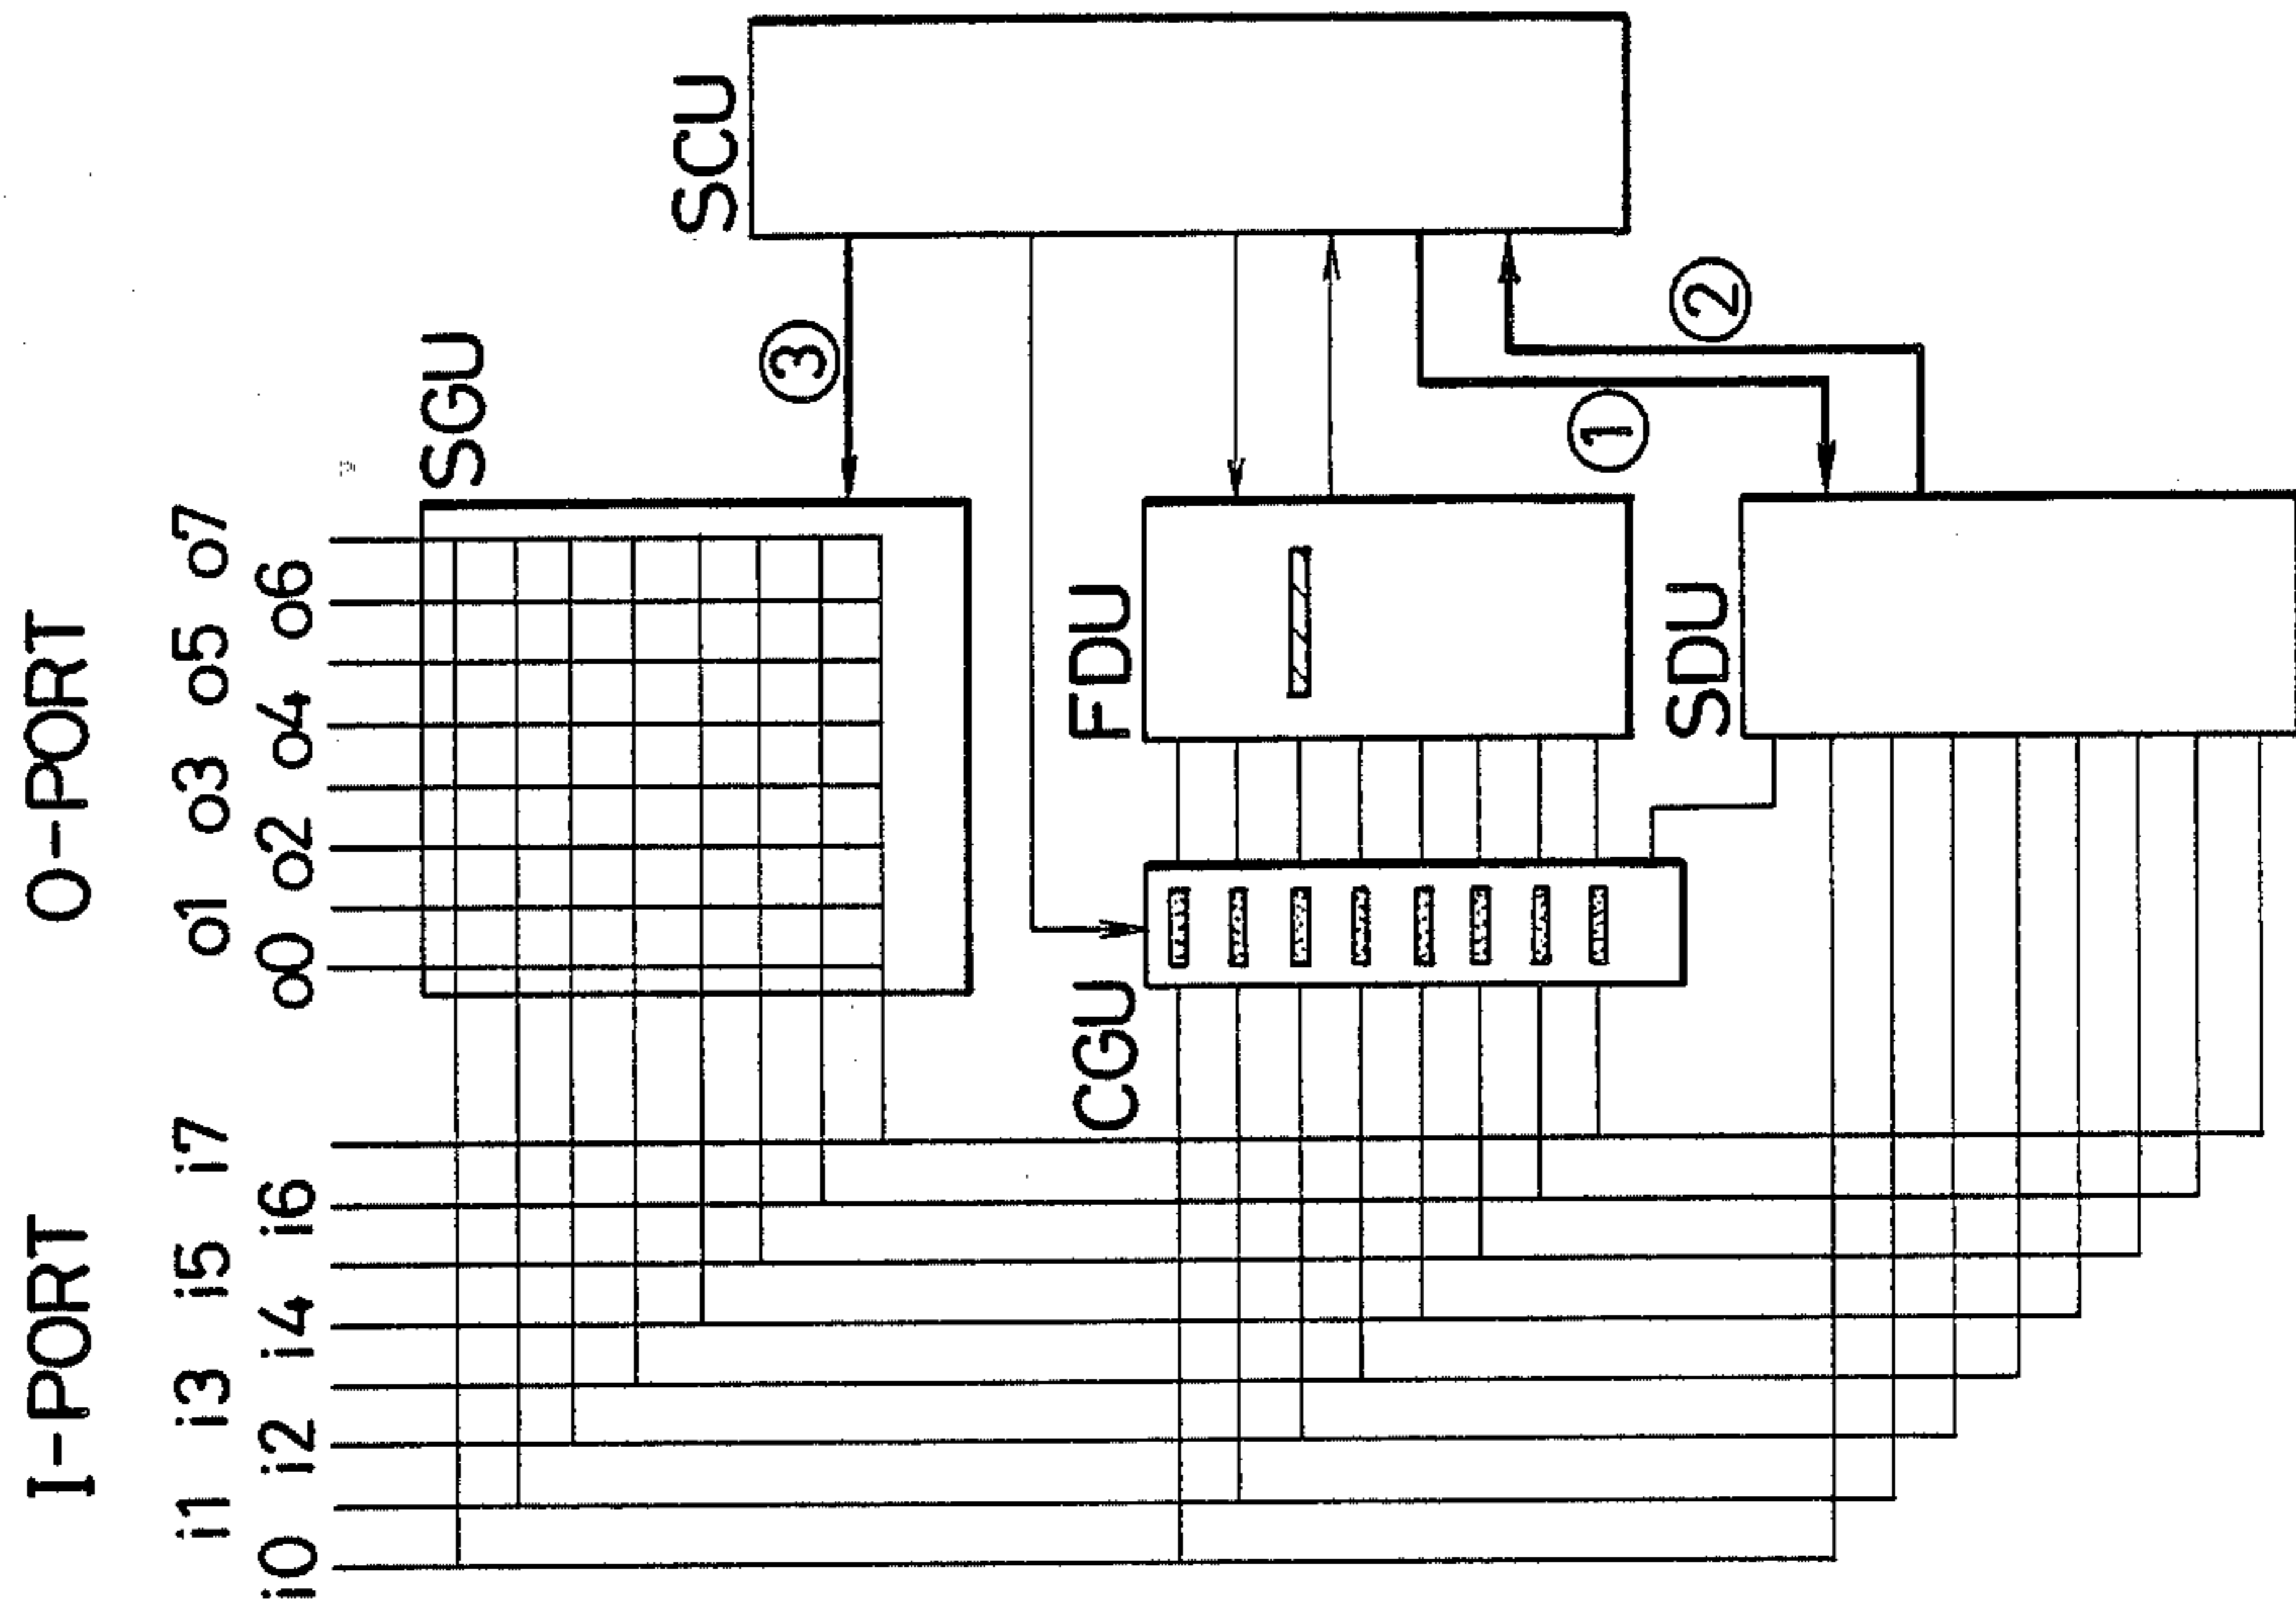 I-PORT O-PORT
i1 i3 i5 i7 o1 o3 o5 o7
i0 i2 i4 i6 o0 o2 o4 o6
SGU
SCU
③
CGU
FDU
①
②
SDU